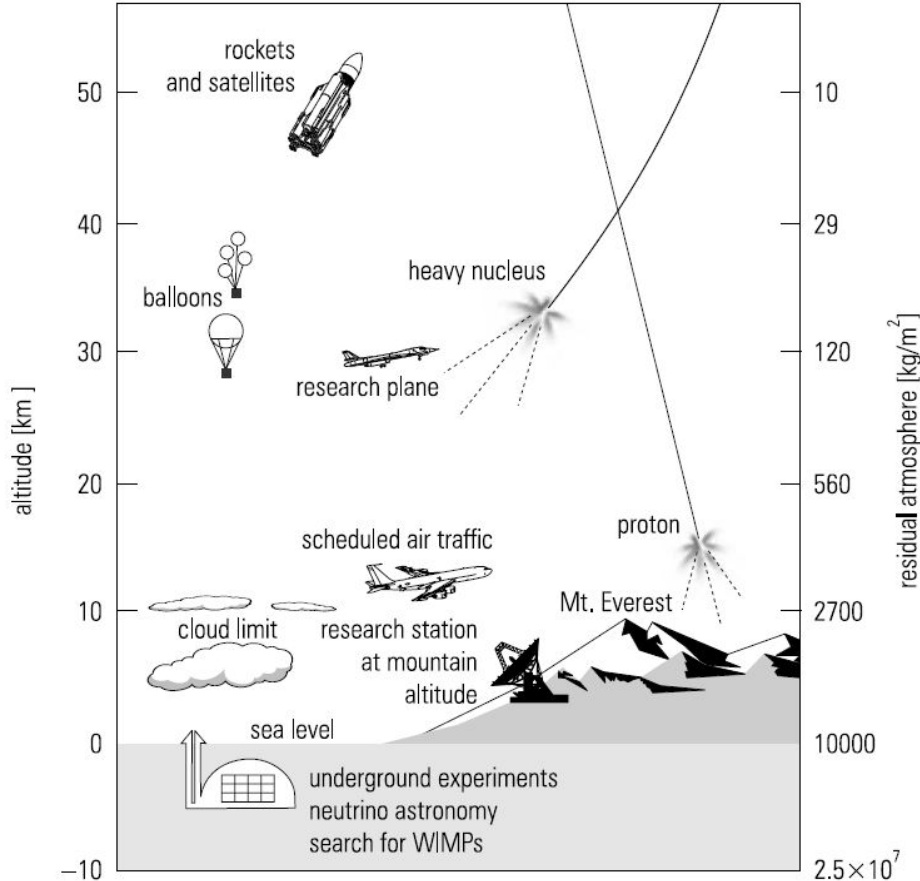 rockets
and satellites
50
10
40
29
heavy nucleus
balloons
30
120
research plane
altitude [km ]
residual atmosphere [kg/m²]
20
560
proton
scheduled air traffic
Mt. Everest
10
2700
cloud limit
research station
at mountain
altitude
sea level
0
10000
underground experiments
neutrino astronomy
search for WIMPs
–10
2.5×10⁷